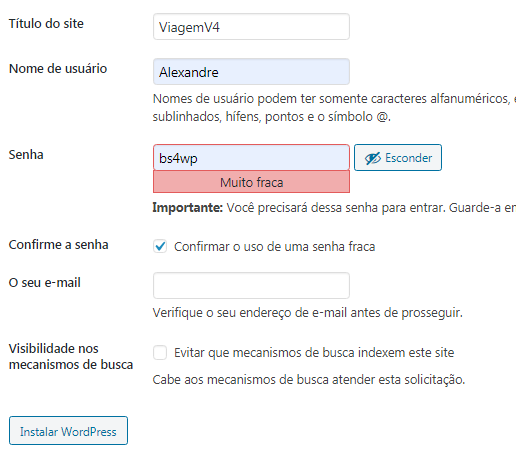 Título do site
ViagemV4
Nome de usuário
Alexandre
Nomes de usuário podem ter somente caracteres alfanuméricos,
sublinhados, hífens, pontos e o símbolo @.
Senha
bs4wp
Esconder
Muito fraca
Importante: Você precisará dessa senha para entrar. Guarde-a
Confirme a senha
Confirmar o uso de uma senha fraca
O seu e-mail
Verifique o seu endereço de e-mail antes de prosseguir.
Visibilidade nos
mecanismos de busca
Evitar que mecanismos de busca indexem este site
Cabe aos mecanismos de busca atender esta solicitação.
Instalar WordPress